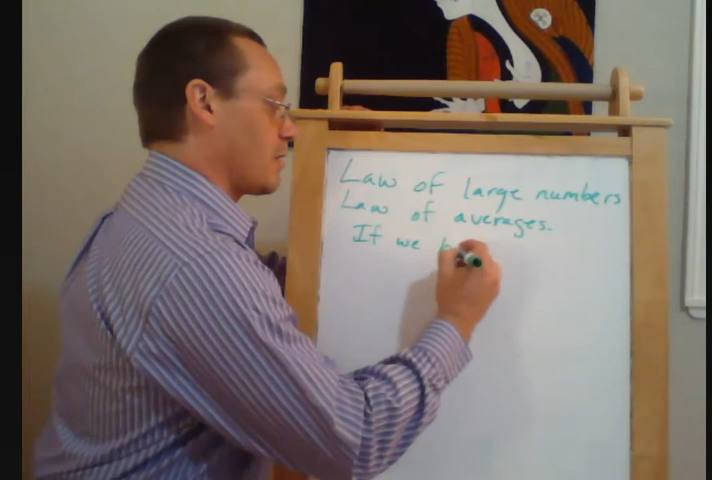 Law of large numbers
Law of averages.
If we